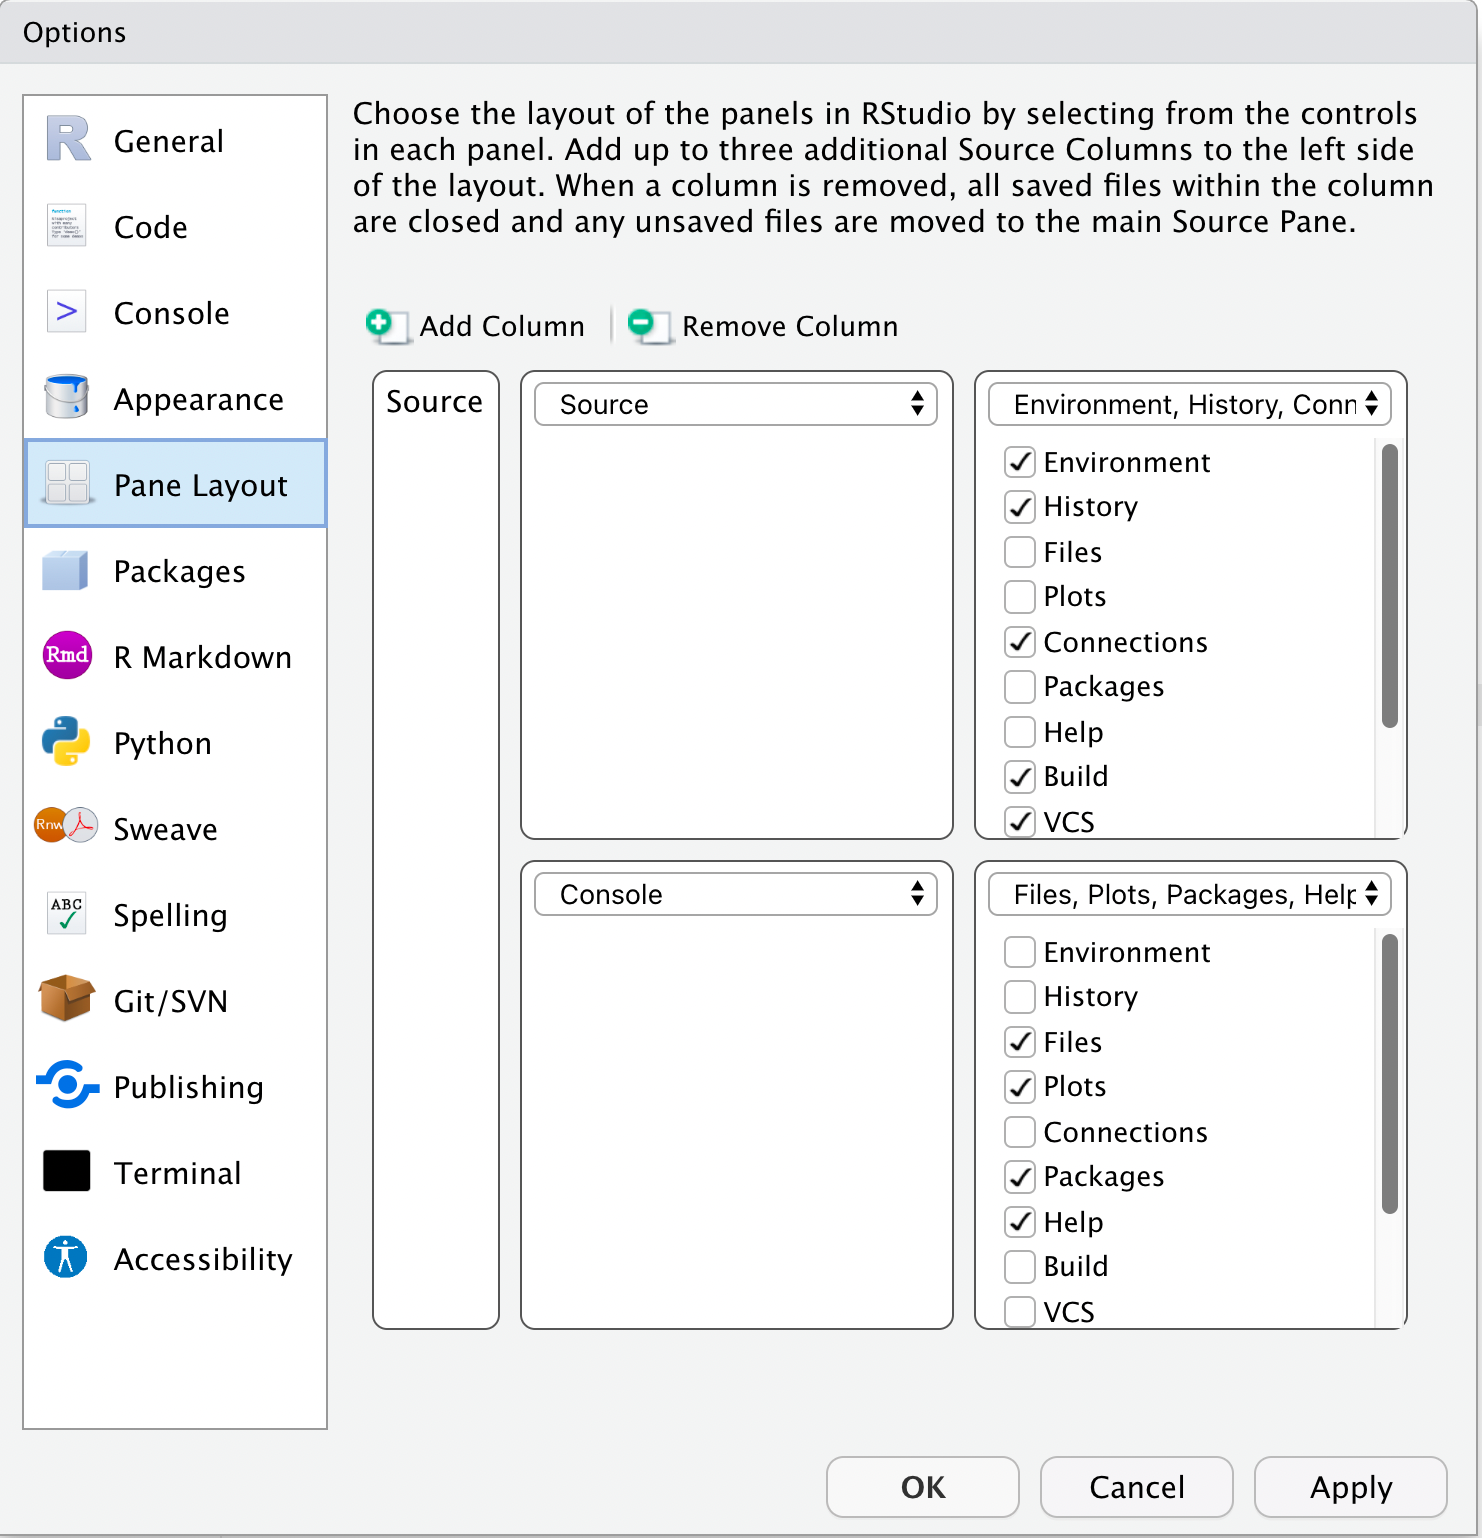 Options
General
Code
Console
Appearance
Pane Layout
Packages
Rmd
R Markdown
Python
Rnw
Sweave
ABC
Spelling
Git/SVN
Publishing
Terminal
Accessibility
Choose the layout of the panels in RStudio by selecting from the controls
in each panel. Add up to three additional Source Columns to the left side
of the layout. When a column is removed, all saved files within the column
are closed and any unsaved files are moved to the main Source Pane.
Add Column
Remove Column
Source
Source
Environment, History, Conn
Environment
History
Files
Plots
Connections
Packages
Help
Build
VCS
Console
Files, Plots, Packages, Help
Environment
History
Files
Plots
Connections
Packages
Help
Build
VCS
OK
Cancel
Apply